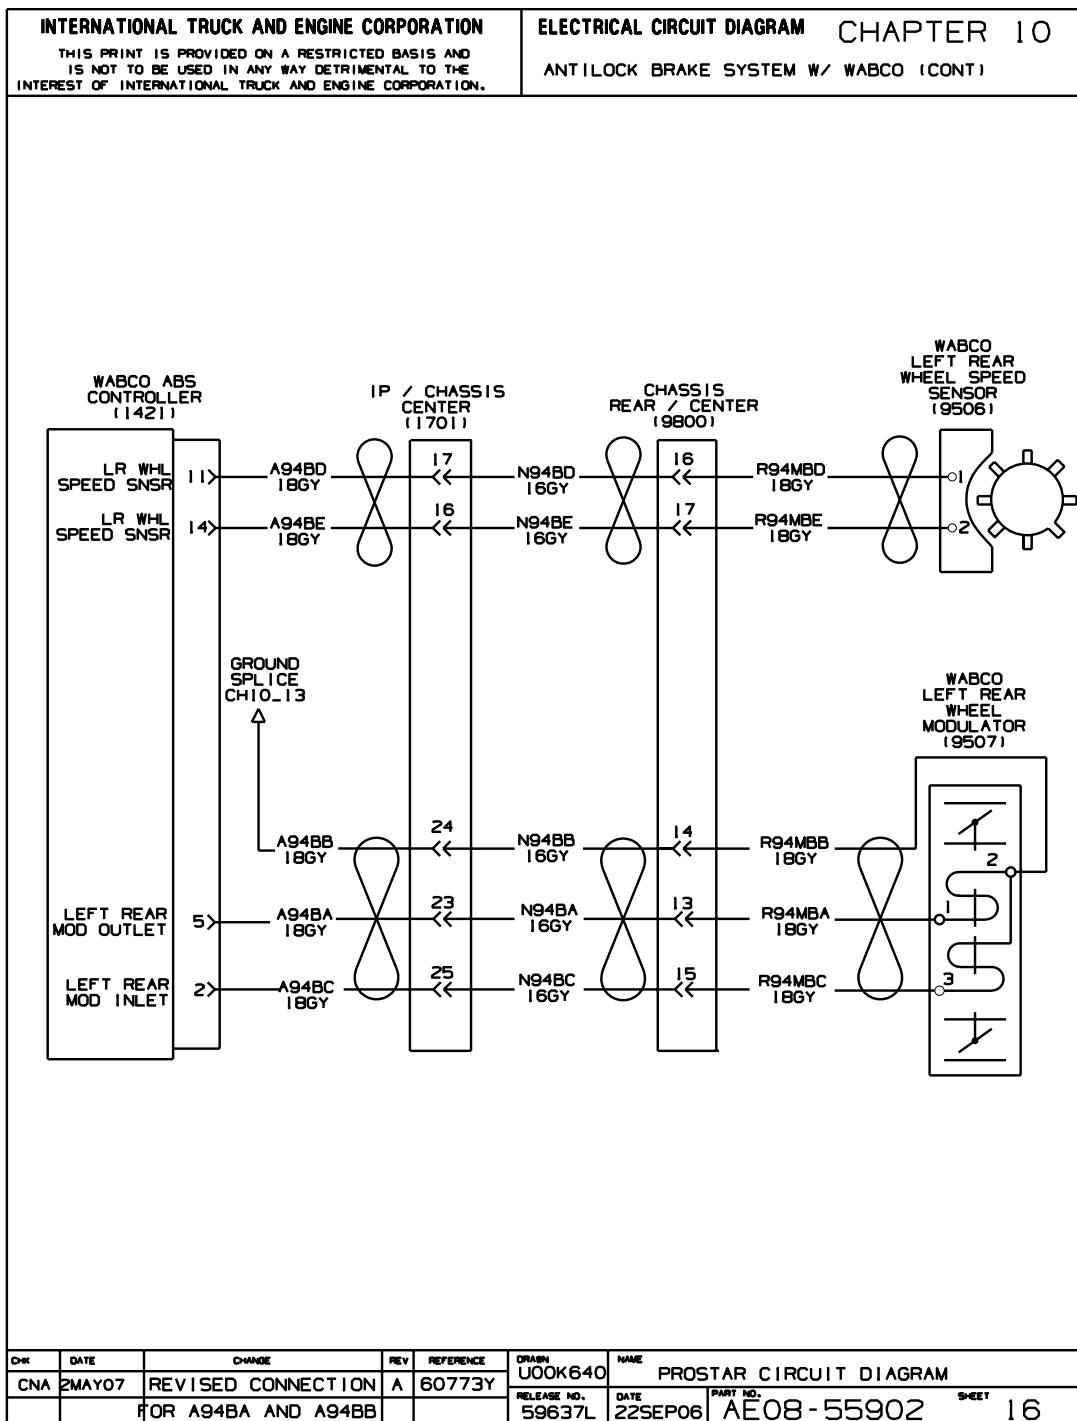 INTERNATIONAL TRUCK AND ENGINE CORPORATION
THIS PRINT IS PROVIDED ON A RESTRICTED BASIS AND
IS NOT TO BE USED IN ANY WAY DETRIMENTAL TO THE
INTEREST OF INTERNATIONAL TRUCK AND ENGINE CORPORATION.
ELECTRICAL CIRCUIT DIAGRAM CHAPTER 10
ANTILOCK BRAKE SYSTEM W/ WABCO (CONT)
WABCO ABS
CONTROLLER
(1421)
IP / CHASSIS
CENTER
(1701)
CHASSIS
REAR / CENTER
(9800)
WABCO
LEFT REAR
WHEEL SPEED
SENSOR
(9506)
LR WHL
SPEED SNSR
11
A94BD
18GY
17
N94BD
16GY
16
R94MBD
18GY
1
LR WHL
SPEED SNSR
14
A94BE
18GY
16
N94BE
16GY
17
R94MBE
18GY
2
GROUND
SPLICE
CH10_13
WABCO
LEFT REAR
WHEEL
MODULATOR
(9507)
A94BB
18GY
24
N94BB
16GY
14
R94MBB
18GY
2
LEFT REAR
MOD OUTLET
5
A94BA
18GY
23
N94BA
16GY
13
R94MBA
18GY
1
LEFT REAR
MOD INLET
2
A94BC
18GY
25
N94BC
16GY
15
R94MBC
18GY
3
CHK DATE CHANGE REV REFERENCE
CNA 2MAY07 REVISED CONNECTION A 60773Y
FOR A94BA AND A94BB
DRAWN
U00K640
NAME
PROSTAR CIRCUIT DIAGRAM
RELEASE NO.
59637L
DATE
22SEP06
PART NO.
AE08-55902
SHEET
16